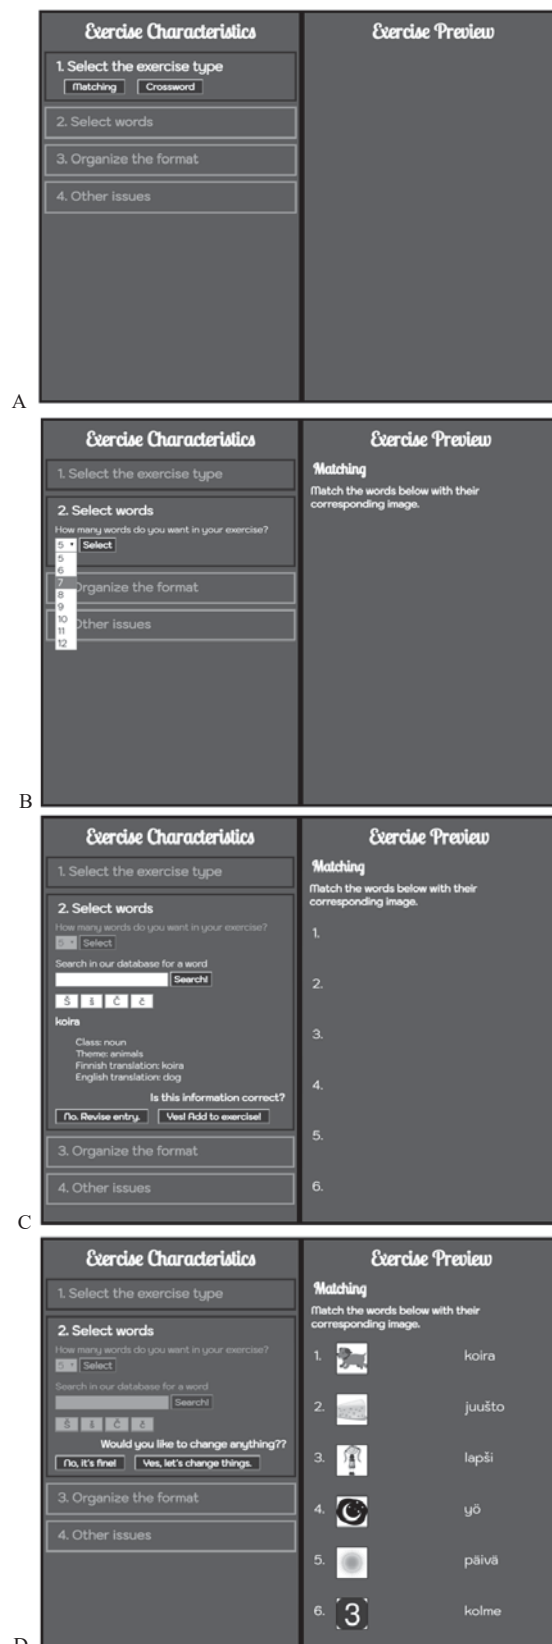 Exercise Characteristics
Exercise Preview
1. Select the exercise type
Matching Crossword
2. Select words
3. Organize the format
4. Other issues
A
Exercise Characteristics
Exercise Preview
1. Select the exercise type
Matching
Match the words below with their
corresponding image.
2. Select words
How many words do you want in your exercise?
5 Select
5
6
7
8
9
10
11
12
Organize the format
Other issues
B
Exercise Characteristics
Exercise Preview
1. Select the exercise type
Matching
Match the words below with their
corresponding image.
2. Select words
How many words do you want in your exercise?
5 Select
Search in our database for a word
Search!
Š š Č č
koira
Class: noun
Theme: animals
Finnish translation: koira
English translation: dog
Is this information correct?
No. Revise entry. Yes! Add to exercise!
3. Organize the format
4. Other issues
1.
2.
3.
4.
5.
6.
C
Exercise Characteristics
Exercise Preview
1. Select the exercise type
Matching
Match the words below with their
corresponding image.
2. Select words
How many words do you want in your exercise?
5 Select
Search in our database for a word
Search!
Š š Č č
Would you like to change anything??
No, it's fine! Yes, let's change things.
3. Organize the format
4. Other issues
1. koira
2. juušto
3. lapši
4. yö
5. päivä
6. 3 kolme
D